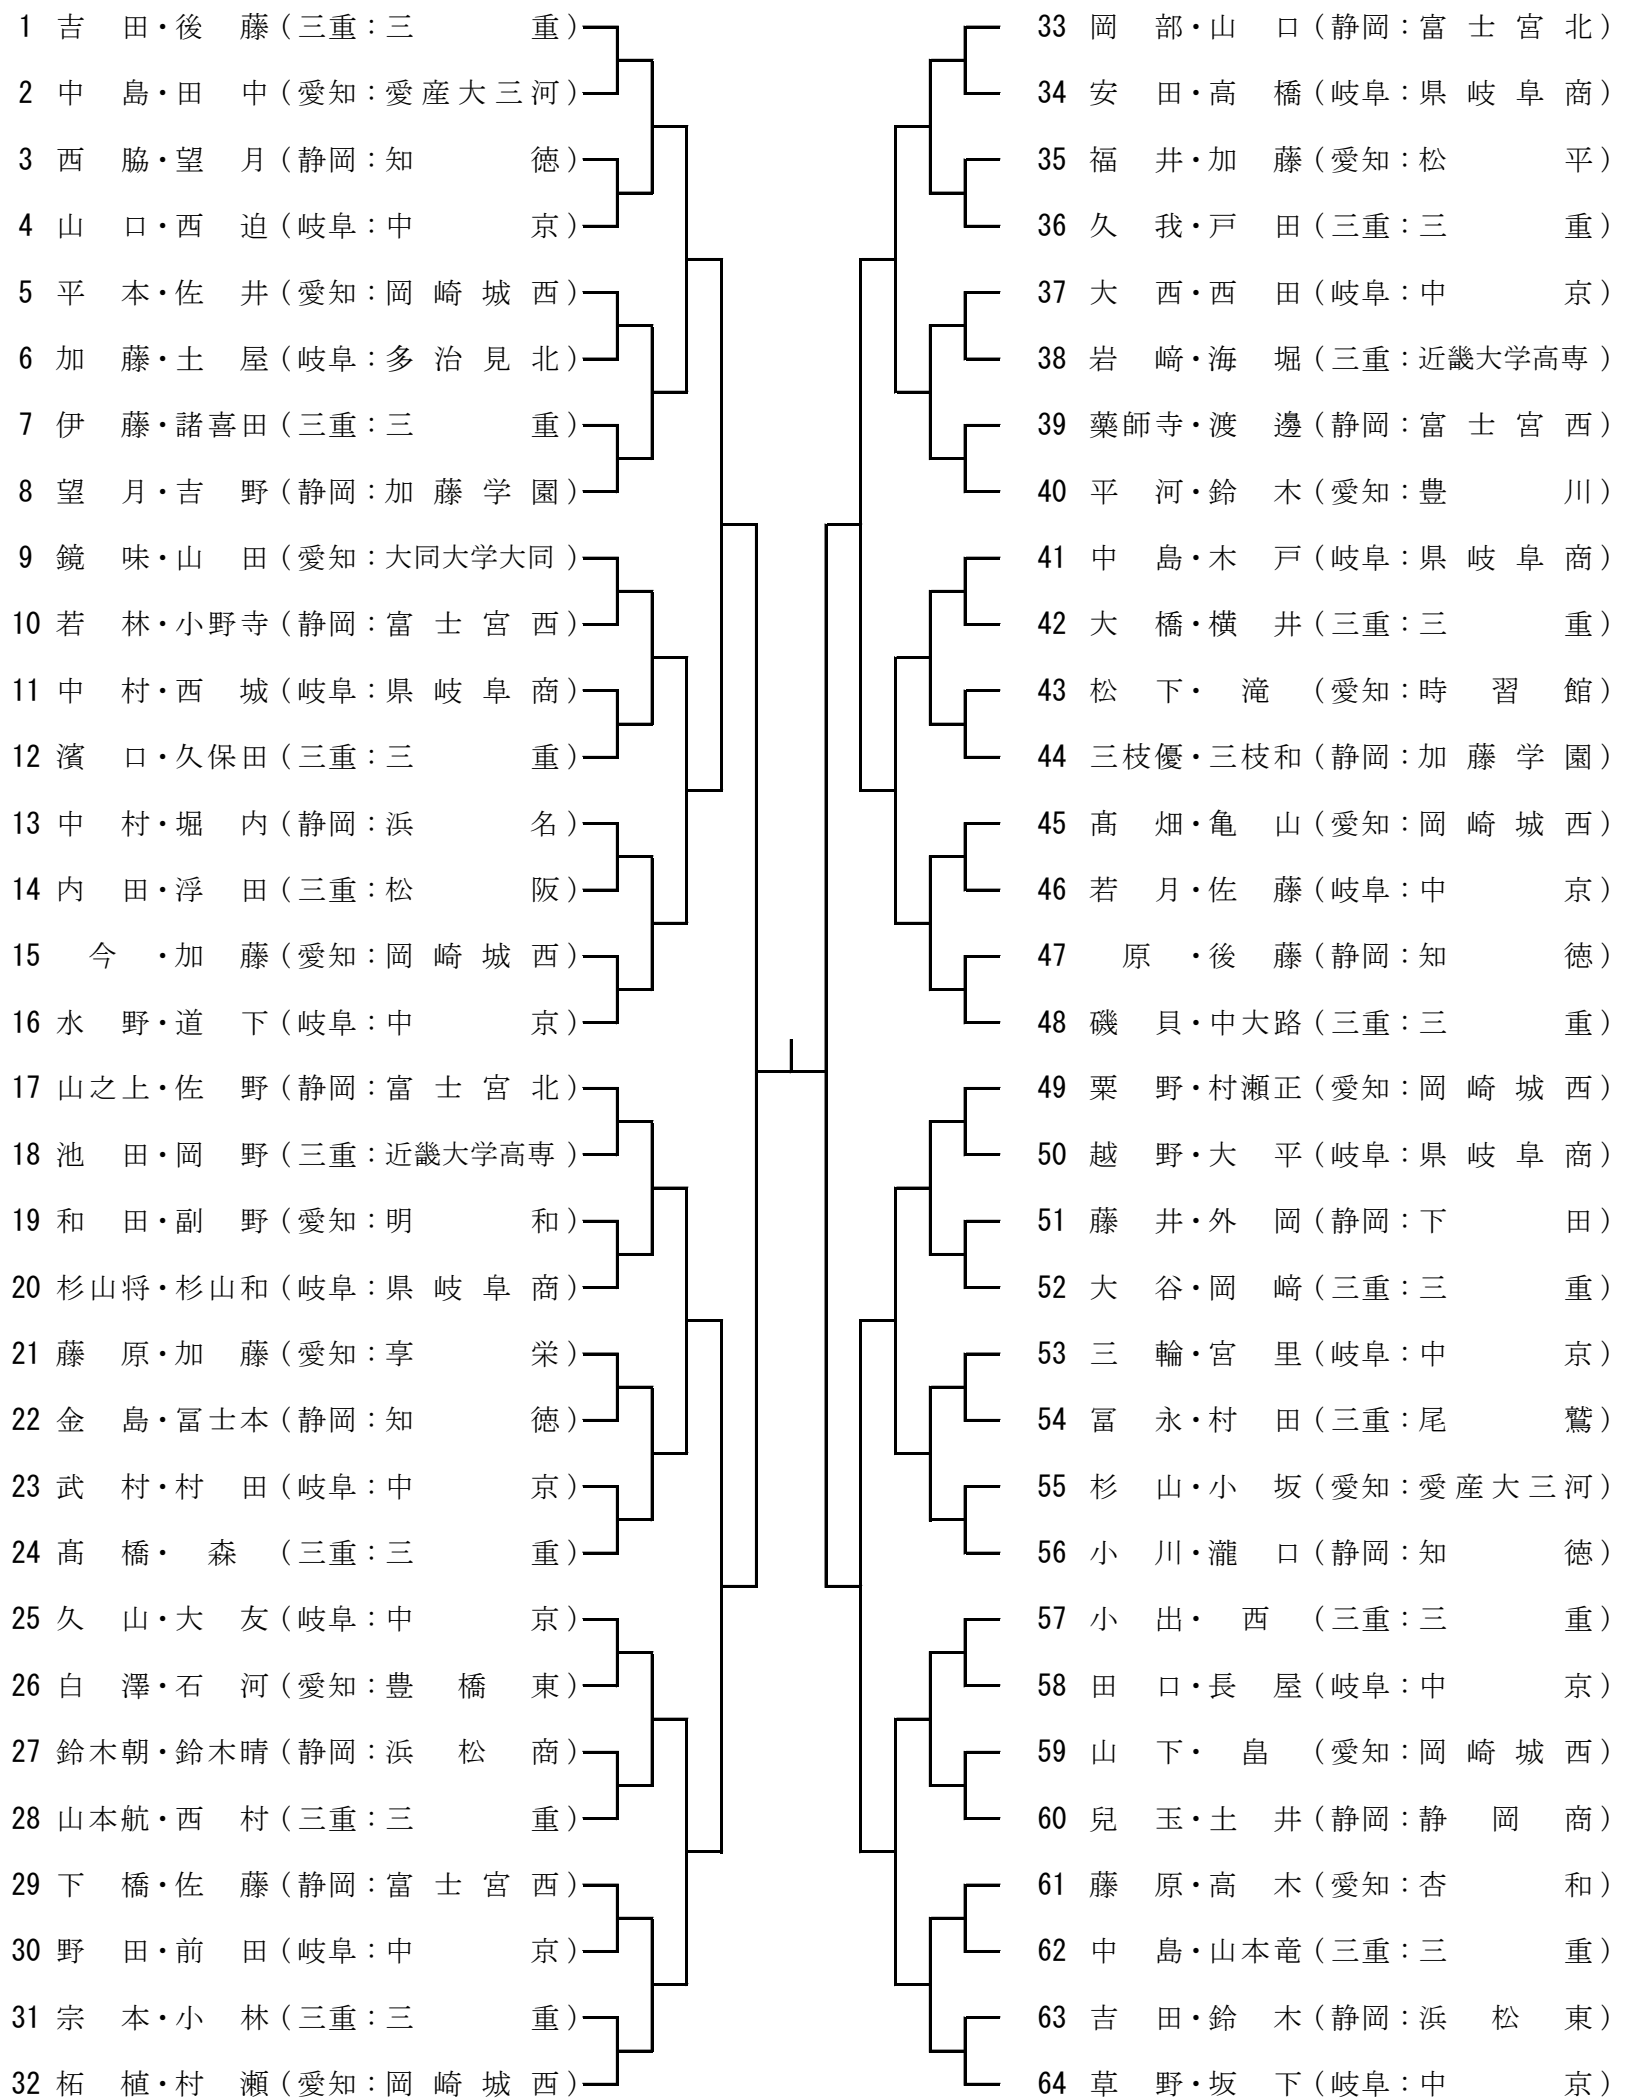 1 吉田・後藤(三重:三重)
2 中島・田中(愛知:愛産大三河)
3 西脇・望月(静岡:知徳)
4 山口・西迫(岐阜:中京)
5 平本・佐井(愛知:岡崎城西)
6 加藤・土屋(岐阜:多治見北)
7 伊藤・諸喜田(三重:三重)
8 望月・吉野(静岡:加藤学園)
9 鏡味・山田(愛知:大同大学大同)
10 若林・小野寺(静岡:富士宮西)
11 中村・西城(岐阜:県岐阜商)
12 濱口・久保田(三重:三重)
13 中村・堀内(静岡:浜名)
14 内田・浮田(三重:松阪)
15 今・加藤(愛知:岡崎城西)
16 水野・道下(岐阜:中京)
17 山之上・佐野(静岡:富士宮北)
18 池田・岡野(三重:近畿大学高専)
19 和田・副野(愛知:明和)
20 杉山将・杉山和(岐阜:県岐阜商)
21 藤原・加藤(愛知:享栄)
22 金島・冨士本(静岡:知徳)
23 武村・村田(岐阜:中京)
24 髙橋・森(三重:三重)
25 久山・大友(岐阜:中京)
26 白澤・石河(愛知:豊橋東)
27 鈴木朝・鈴木晴(静岡:浜松商)
28 山本航・西村(三重:三重)
29 下橋・佐藤(静岡:富士宮西)
30 野田・前田(岐阜:中京)
31 宗本・小林(三重:三重)
32 柘植・村瀬(愛知:岡崎城西)
33 岡部・山口(静岡:富士宮北)
34 安田・高橋(岐阜:県岐阜商)
35 福井・加藤(愛知:松平)
36 久我・戸田(三重:三重)
37 大西・西田(岐阜:中京)
38 岩﨑・海堀(三重:近畿大学高専)
39 藥師寺・渡邊(静岡:富士宮西)
40 平河・鈴木(愛知:豊川)
41 中島・木戸(岐阜:県岐阜商)
42 大橋・横井(三重:三重)
43 松下・滝(愛知:時習館)
44 三枝優・三枝和(静岡:加藤学園)
45 髙畑・亀山(愛知:岡崎城西)
46 若月・佐藤(岐阜:中京)
47 原・後藤(静岡:知徳)
48 磯貝・中大路(三重:三重)
49 粟野・村瀬正(愛知:岡崎城西)
50 越野・大平(岐阜:県岐阜商)
51 藤井・外岡(静岡:下田)
52 大谷・岡﨑(三重:三重)
53 三輪・宮里(岐阜:中京)
54 冨永・村田(三重:尾鷲)
55 杉山・小坂(愛知:愛産大三河)
56 小川・瀧口(静岡:知徳)
57 小出・西(三重:三重)
58 田口・長屋(岐阜:中京)
59 山下・畠(愛知:岡崎城西)
60 兒玉・土井(静岡:静岡商)
61 藤原・高木(愛知:杏和)
62 中島・山本竜(三重:三重)
63 吉田・鈴木(静岡:浜松東)
64 草野・坂下(岐阜:中京)